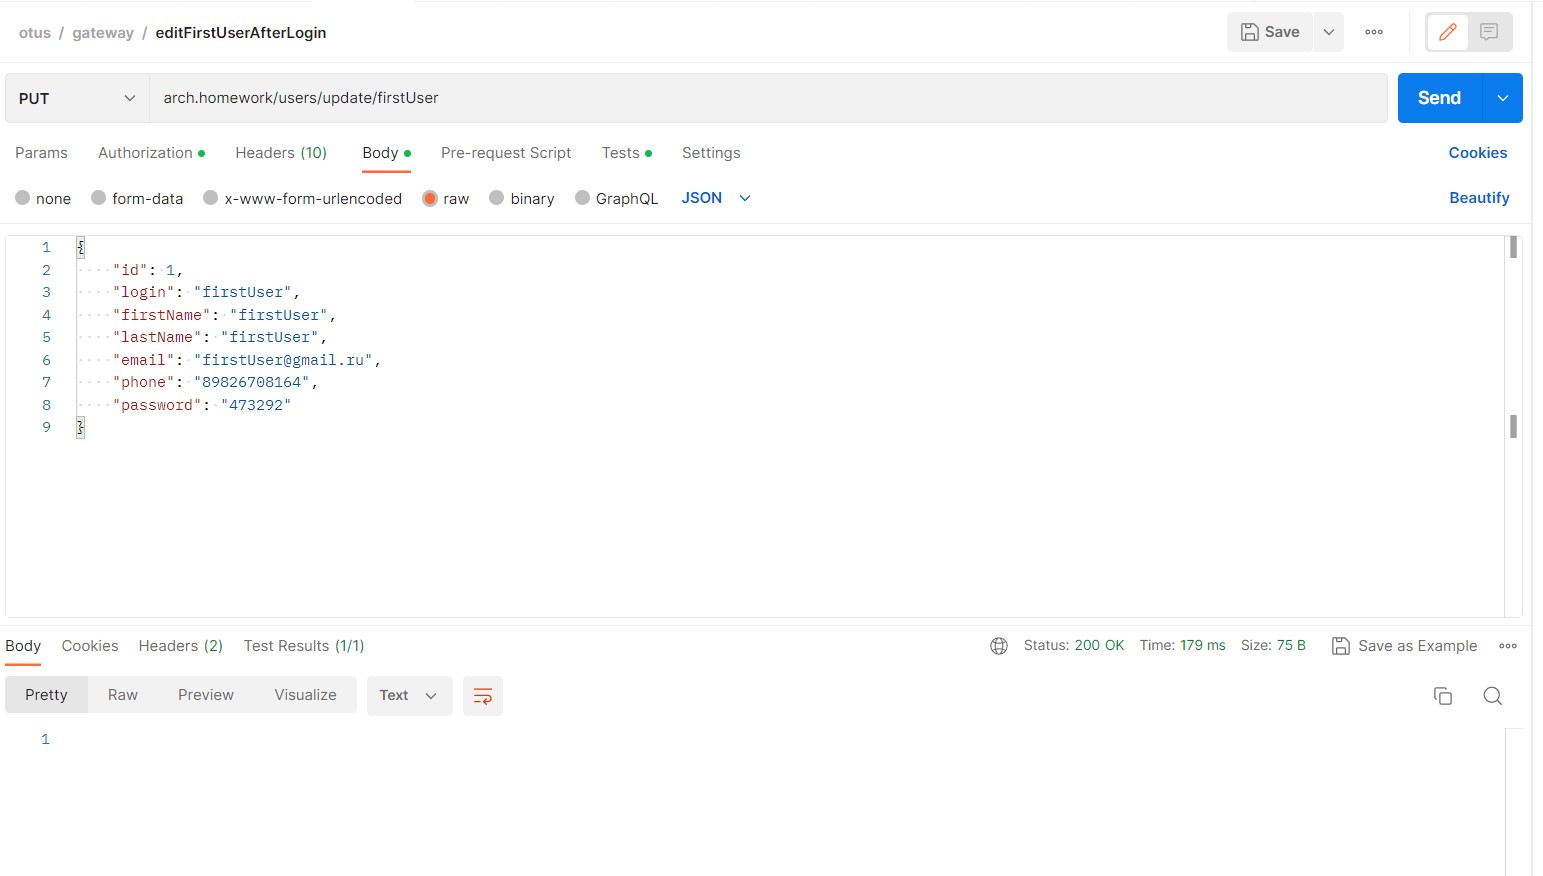 otus / gateway / editFirstUserAfterLogin
Save
PUT
arch.homework/users/update/firstUser
Send
Params Authorization Headers (10) Body Pre-request Script Tests Settings Cookies
none form-data x-www-form-urlencoded raw binary GraphQL JSON Beautify
1 {
2 "id": 1,
3 "login": "firstUser",
4 "firstName": "firstUser",
5 "lastName": "firstUser",
6 "email": "firstUser@gmail.ru",
7 "phone": "89826708164",
8 "password": "473292"
9 }
Body Cookies Headers (2) Test Results (1/1) Status: 200 OK Time: 179 ms Size: 75 B Save as Example
Pretty Raw Preview Visualize Text
1